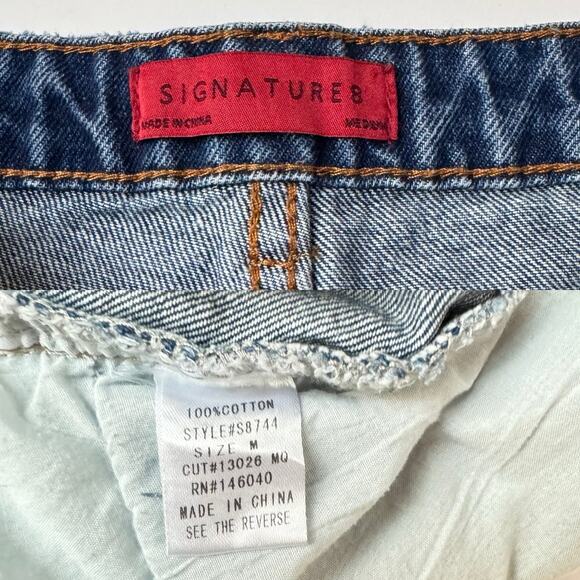 SIGNATURE8
MADE IN CHINA MEDIUM
100%COTTON
STYLE#S8744
SIZE M
CUT#13026 MQ
RN#146040
MADE IN CHINA
SEE THE REVERSE